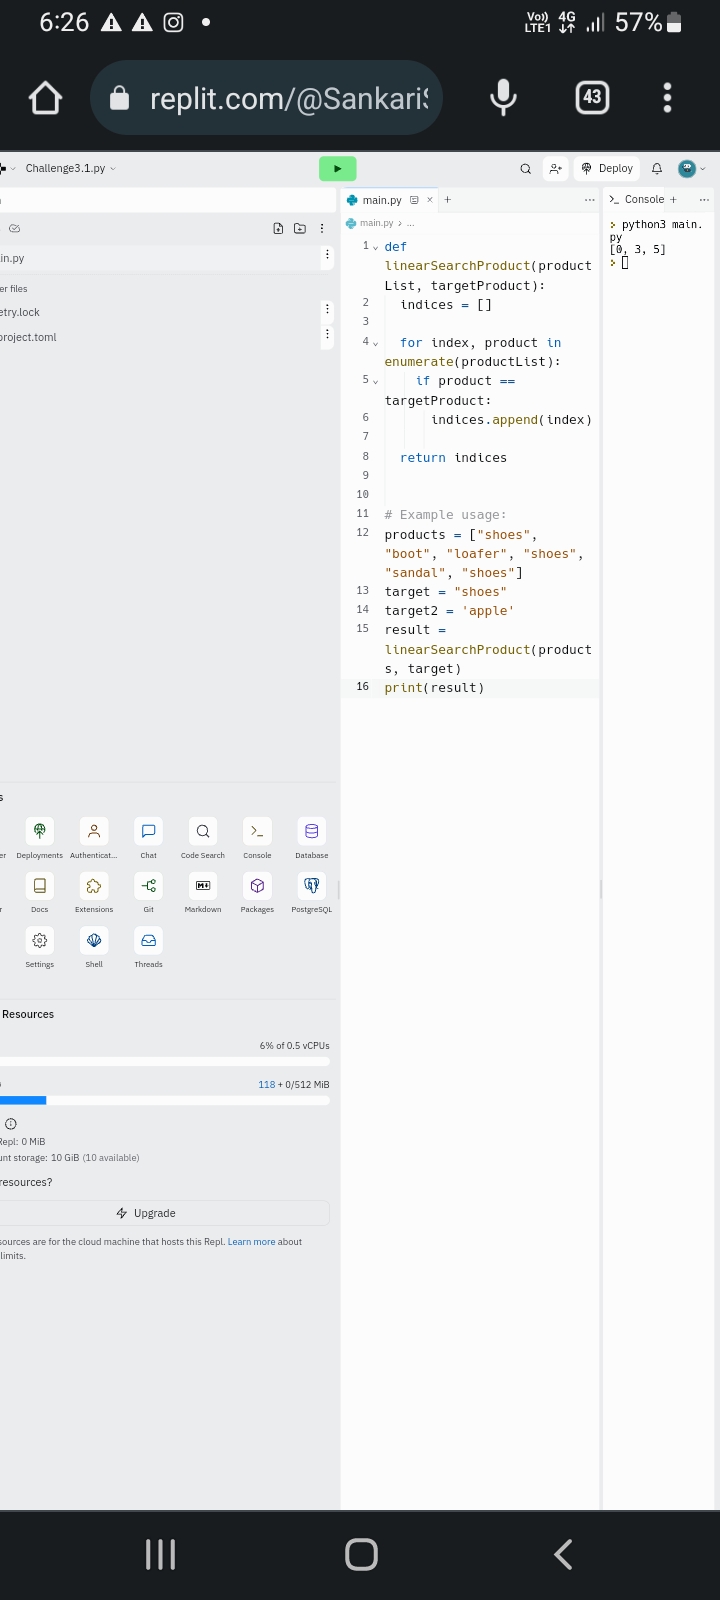 6:26
Vo)) LTE1 4G 57%
replit.com/@Sankari
43
Challenge3.1.py
Deploy
main.py
Console
main.py > ...
in.py
er files
etry.lock
project.toml
1 def
linearSearchProduct(product
List, targetProduct):
2 indices = []
3
4 for index, product in
enumerate(productList):
5 if product ==
targetProduct:
6 indices.append(index)
7
8 return indices
9
10
11 # Example usage:
12 products = ["shoes",
"boot", "loafer", "shoes",
"sandal", "shoes"]
13 target = "shoes"
14 target2 = 'apple'
15 result =
linearSearchProduct(product
s, target)
16 print(result)
python3 main.
py
[0, 3, 5]
s
er Deployments Authenticat... Chat Code Search Console Database
r Docs Extensions Git Markdown Packages PostgreSQL
Settings Shell Threads
Resources
6% of 0.5 vCPUs
118 + 0/512 MiB
Repl: 0 MiB
unt storage: 10 GiB (10 available)
resources?
Upgrade
sources are for the cloud machine that hosts this Repl. Learn more about
limits.